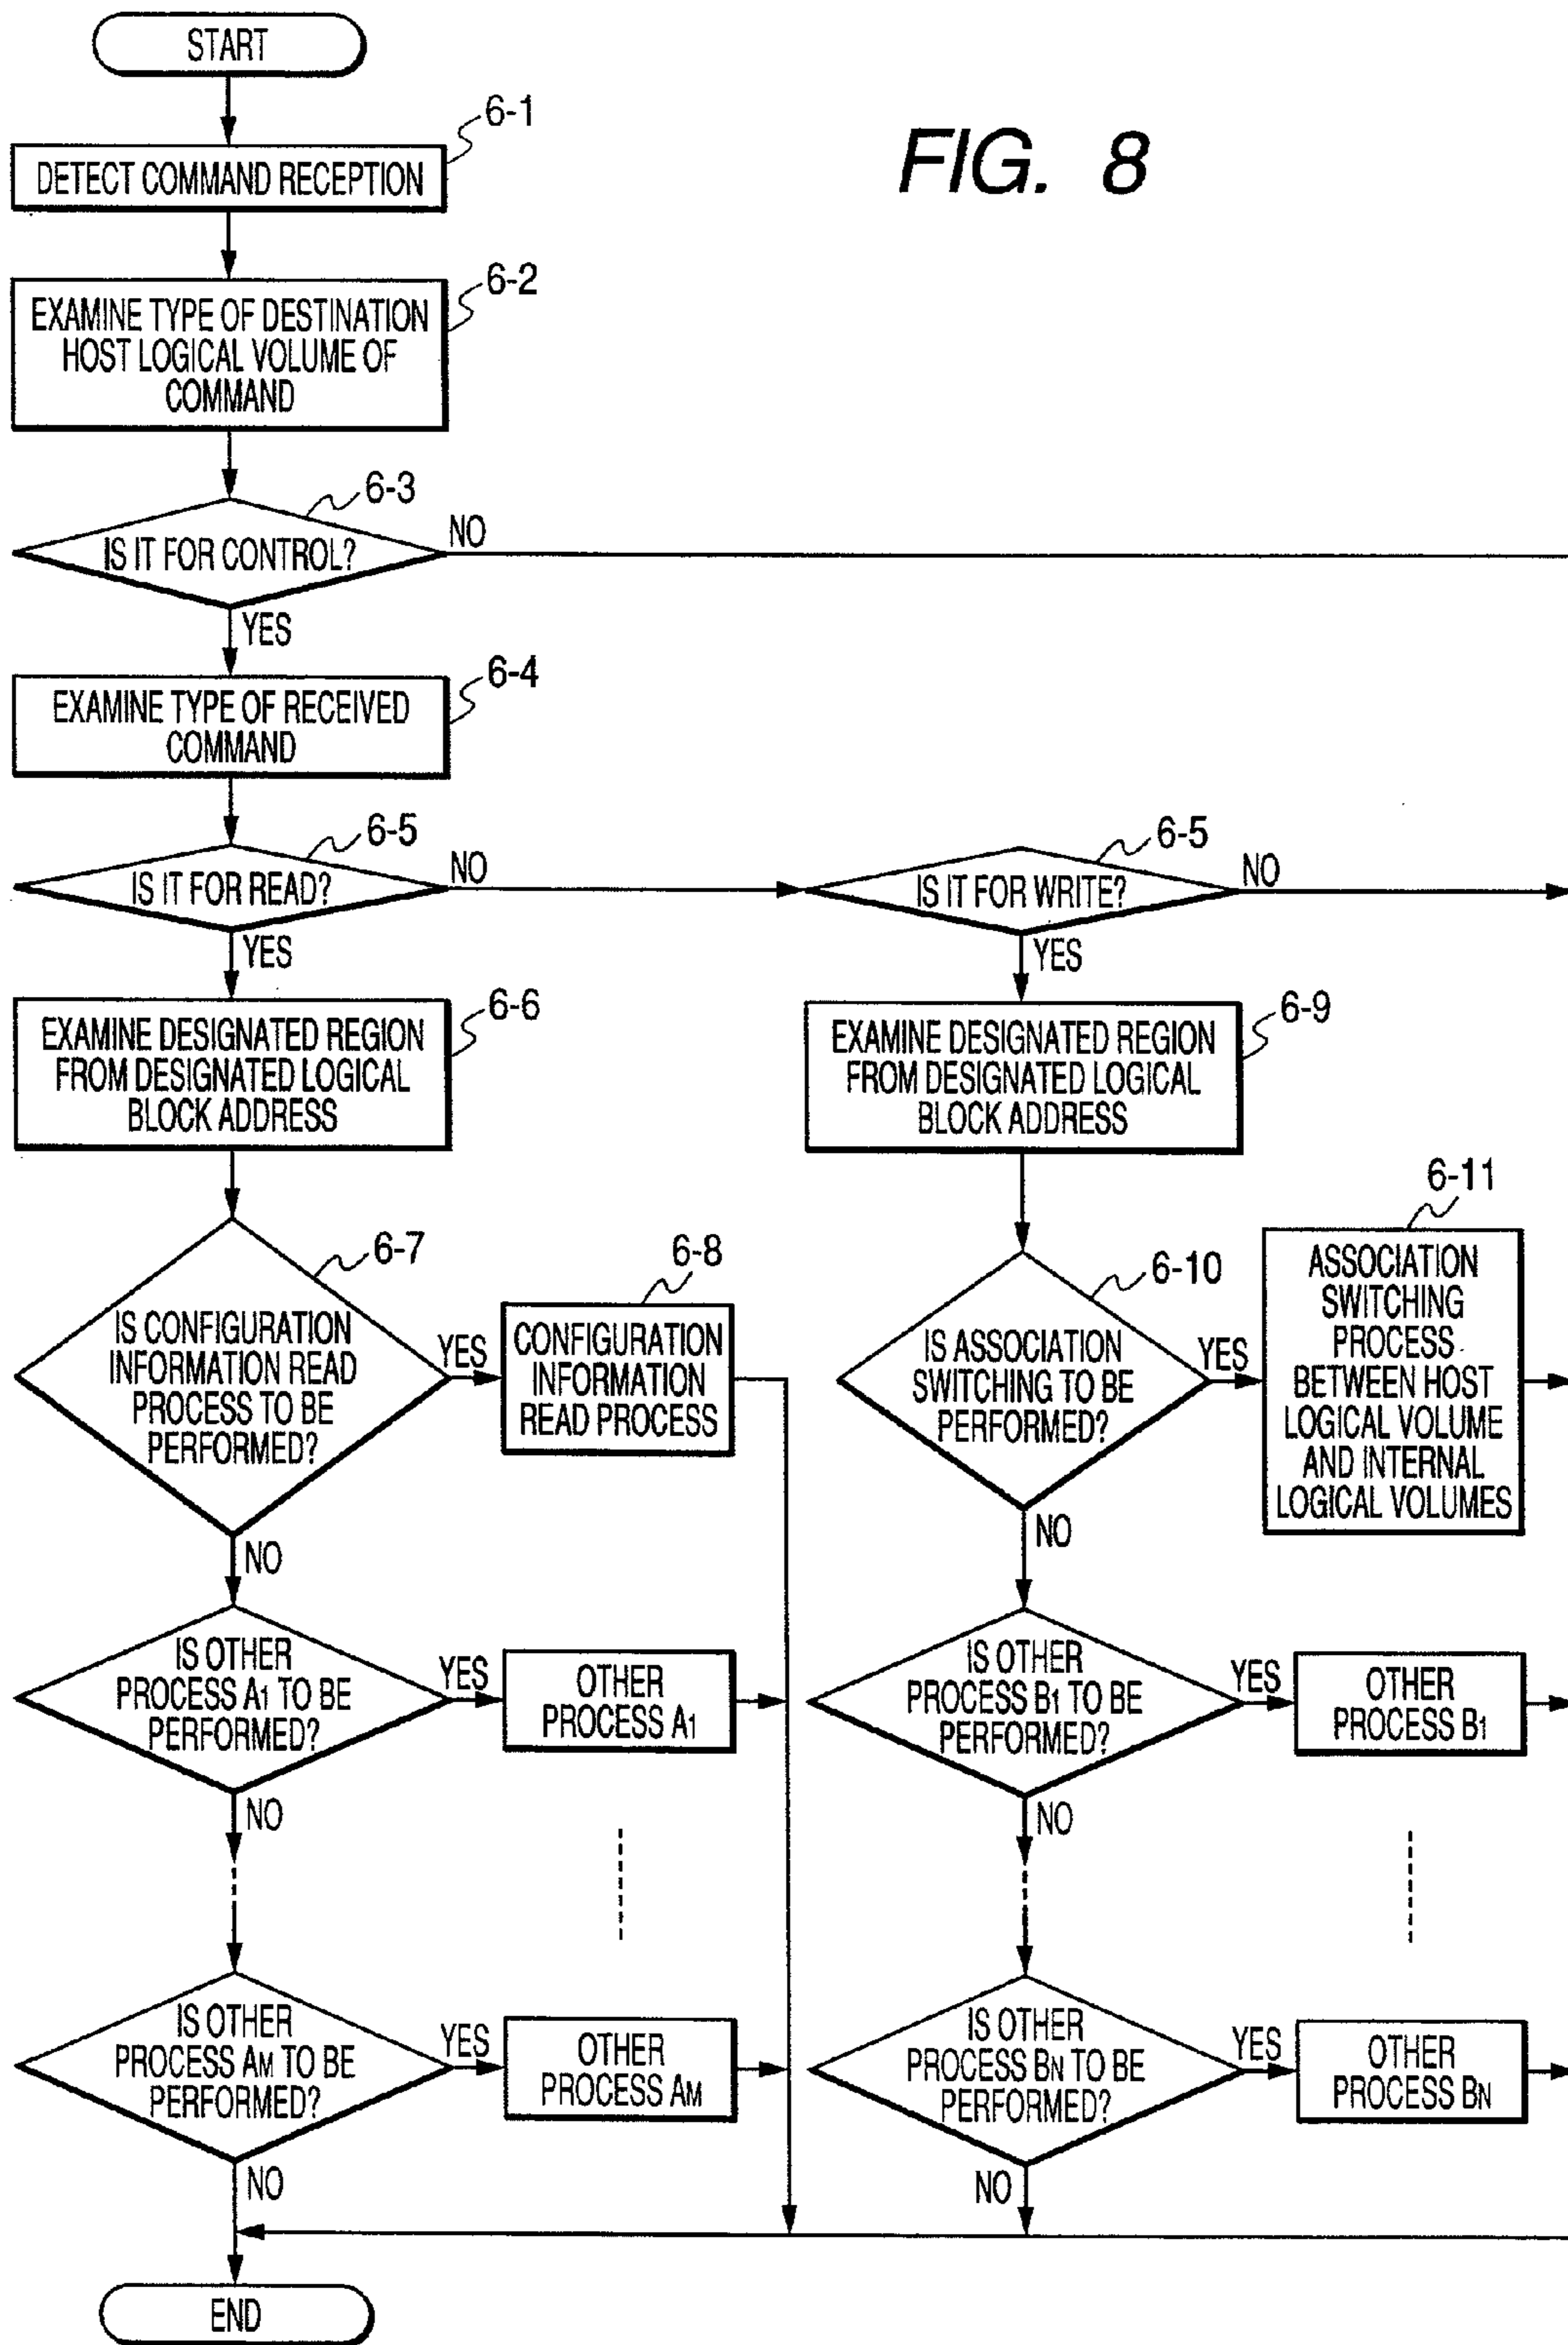 START
FIG. 8
6-1
DETECT COMMAND RECEPTION
6-2
EXAMINE TYPE OF DESTINATION
HOST LOGICAL VOLUME OF
COMMAND
6-3
IS IT FOR CONTROL?
NO
YES
6-4
EXAMINE TYPE OF RECEIVED
COMMAND
6-5
IS IT FOR READ?
NO
YES
6-5
IS IT FOR WRITE?
NO
YES
6-6
EXAMINE DESIGNATED REGION
FROM DESIGNATED LOGICAL
BLOCK ADDRESS
6-9
EXAMINE DESIGNATED REGION
FROM DESIGNATED LOGICAL
BLOCK ADDRESS
6-7
IS CONFIGURATION
INFORMATION READ
PROCESS TO BE
PERFORMED?
YES
NO
6-8
CONFIGURATION
INFORMATION
READ PROCESS
6-10
IS ASSOCIATION
SWITCHING TO BE
PERFORMED?
YES
NO
6-11
ASSOCIATION
SWITCHING
PROCESS
BETWEEN HOST
LOGICAL VOLUME
AND INTERNAL
LOGICAL VOLUMES
IS OTHER
PROCESS A1 TO BE
PERFORMED?
YES
NO
OTHER
PROCESS A1
IS OTHER
PROCESS B1 TO BE
PERFORMED?
YES
NO
OTHER
PROCESS B1
IS OTHER
PROCESS AM TO BE
PERFORMED?
YES
NO
OTHER
PROCESS AM
IS OTHER
PROCESS BN TO BE
PERFORMED?
YES
NO
OTHER
PROCESS BN
END